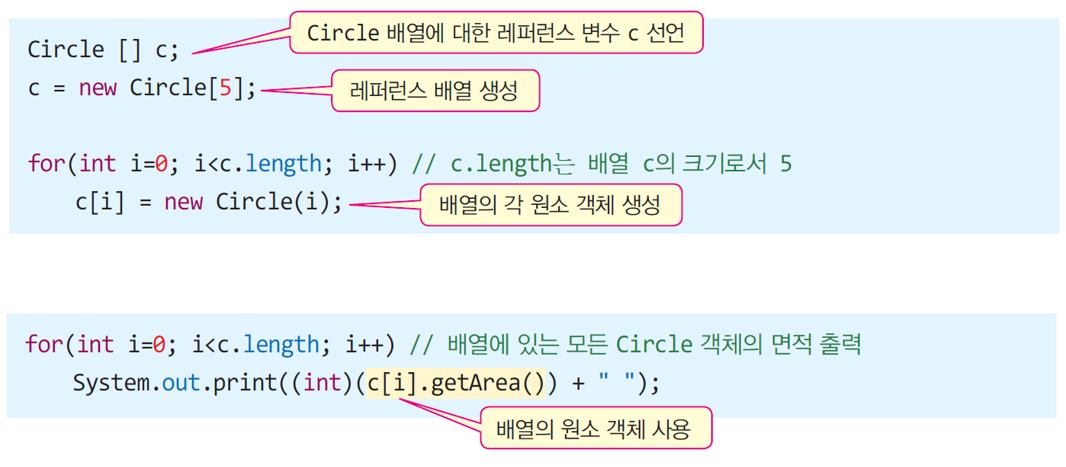 Circle [] c;
Circle 배열에 대한 레퍼런스 변수 c 선언
c = new Circle[5];
레퍼런스 배열 생성
for(int i=0; i<c.length; i++) // c.length는 배열 c의 크기로서 5
c[i] = new Circle(i);
배열의 각 원소 객체 생성
for(int i=0; i<c.length; i++) // 배열에 있는 모든 Circle 객체의 면적 출력
System.out.print((int)(c[i].getArea()) + " ");
배열의 원소 객체 사용